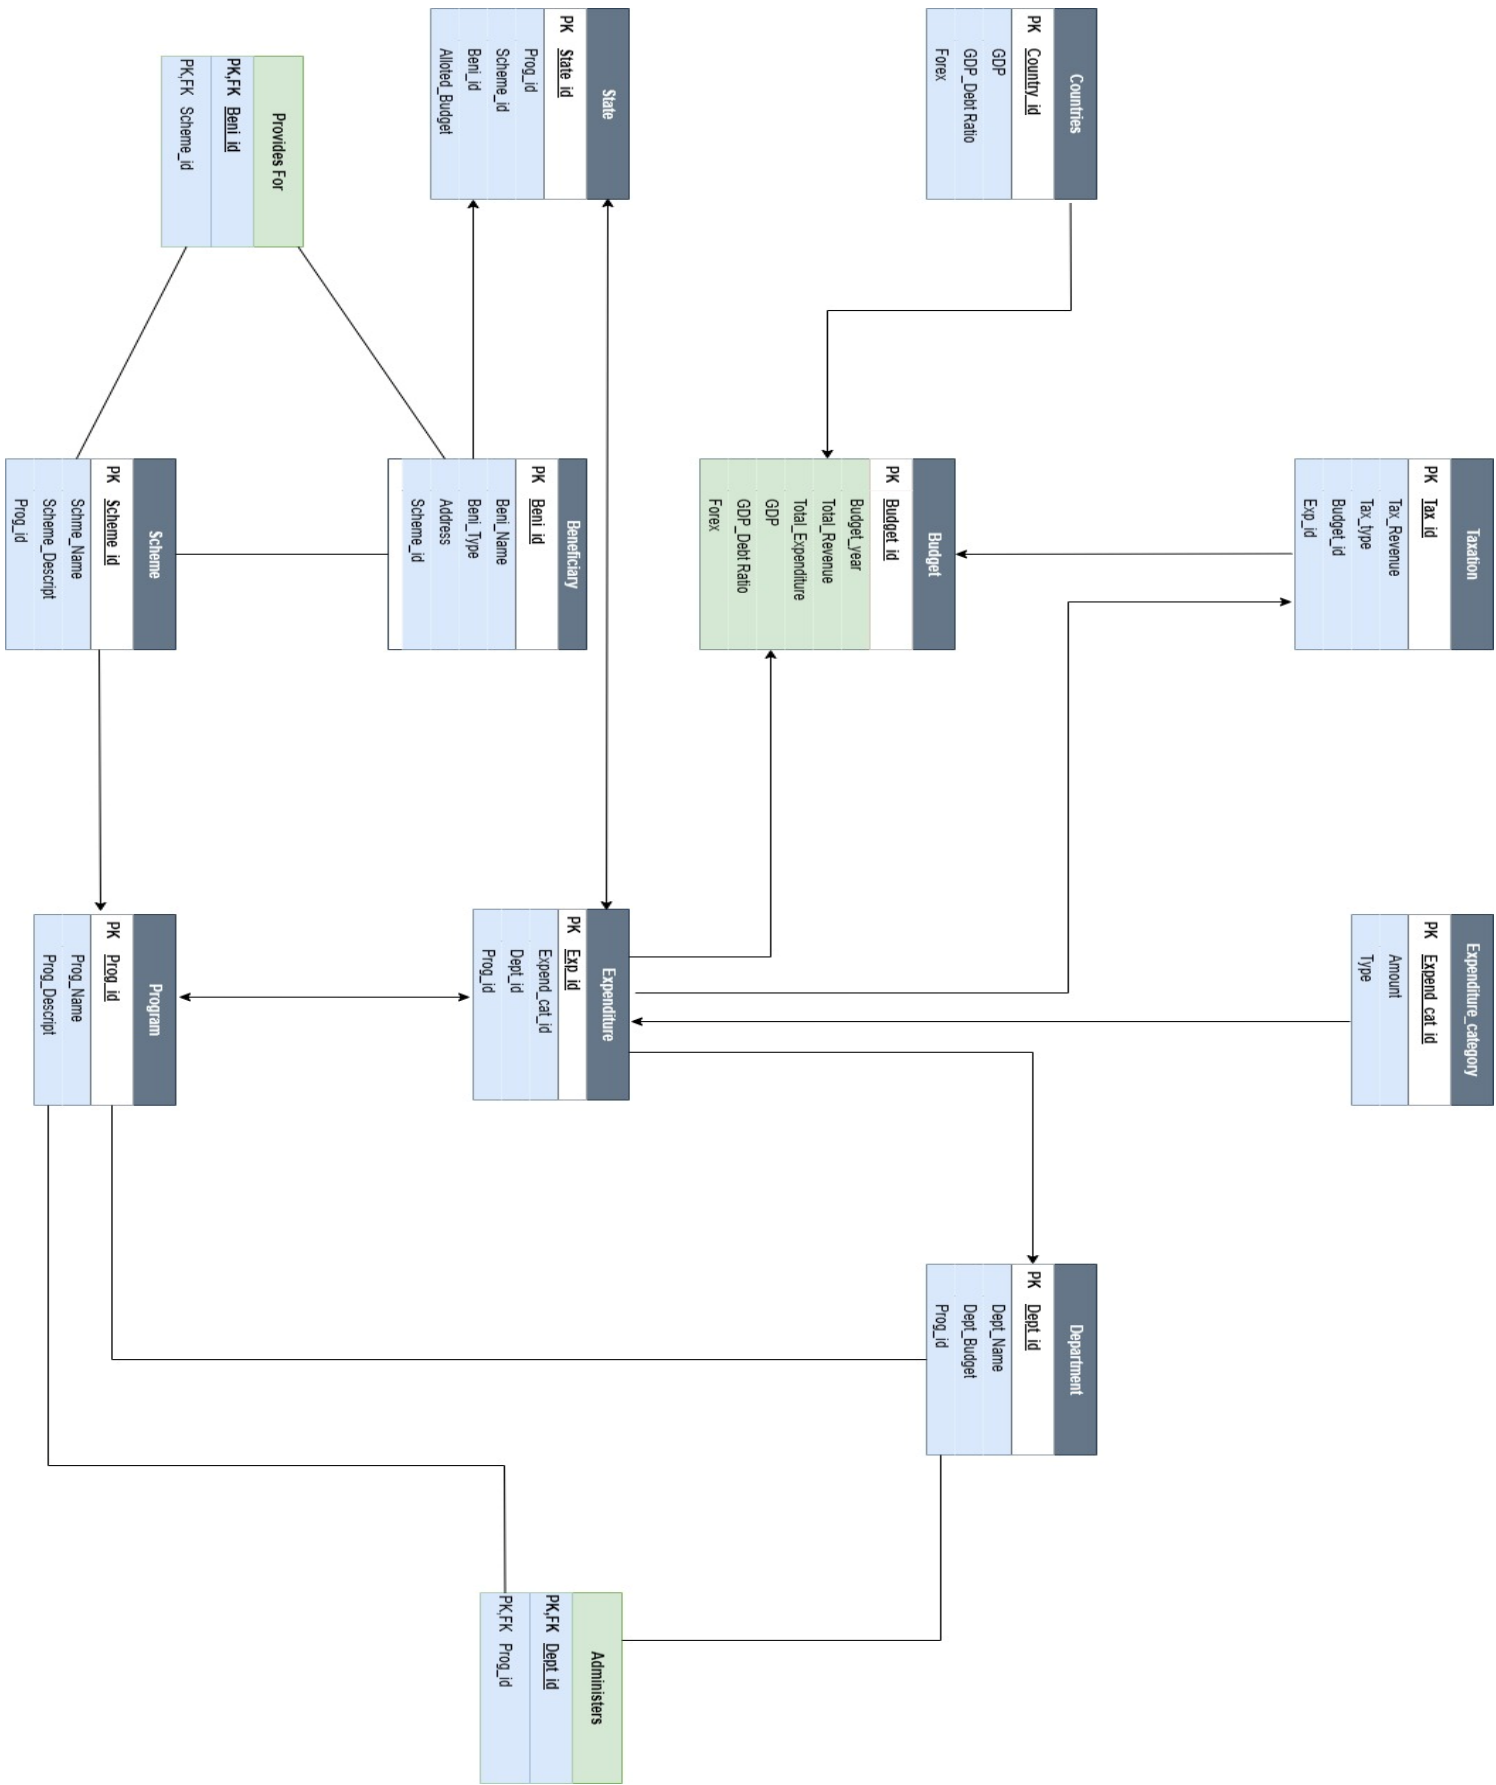 Countries
PK Country_id
GDP
GDP_Debt Ratio
Forex
State
PK State_id
Prog_id
Scheme_id
Beni_id
Alloted_Budget
Provides For
PK,FK Beni_id
PK,FK Scheme_id
Taxation
PK Tax_id
Tax_Revenue
Tax_type
Budget_id
Exp_id
Budget
PK Budget_id
Budget_year
Total_Revenue
Total_Expenditure
GDP
GDP_Debt Ratio
Forex
Beneficiary
PK Beni_id
Beni_Name
Beni_Type
Address
Scheme_id
Scheme
PK Scheme_id
Schme_Name
Scheme_Descript
Prog_id
Expenditure_category
PK Expend_cat_id
Amount
Type
Expenditure
PK Exp_id
Expend_cat_id
Dept_id
Prog_id
Program
PK Prog_id
Prog_Name
Prog_Descript
Department
PK Dept_id
Dept_Name
Dept_Budget
Prog_id
Administers
PK,FK Dept_id
PK,FK Prog_id